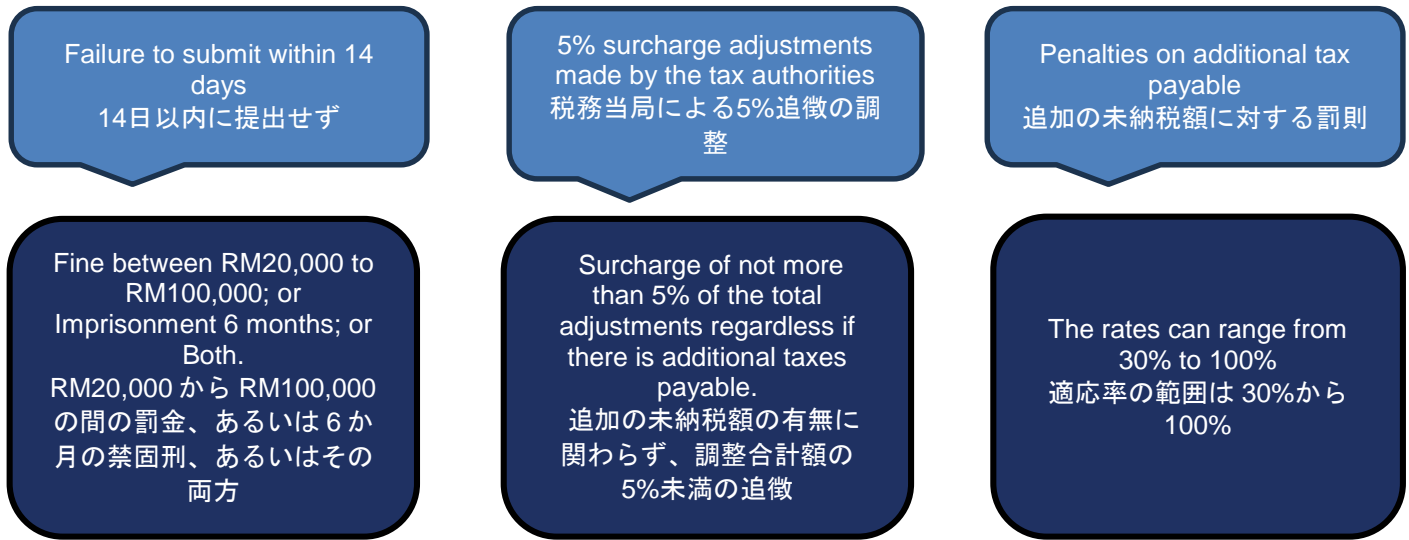 Failure to submit within 14
days
14日以内に提出せず
5% surcharge adjustments
made by the tax authorities
税務当局による5%追徴の調
整
Penalties on additional tax
payable
追加の未納税額に対する罰則
Fine between RM20,000 to
RM100,000; or
Imprisonment 6 months; or
Both.
RM20,000 から RM100,000
の間の罰金、あるいは 6 か
月の禁固刑、あるいはその
両方
Surcharge of not more
than 5% of the total
adjustments regardless if
there is additional taxes
payable.
追加の未納税額の有無に
関わらず、調整合計額の
5%未満の追徴
The rates can range from
30% to 100%
適応率の範囲は 30%から
100%